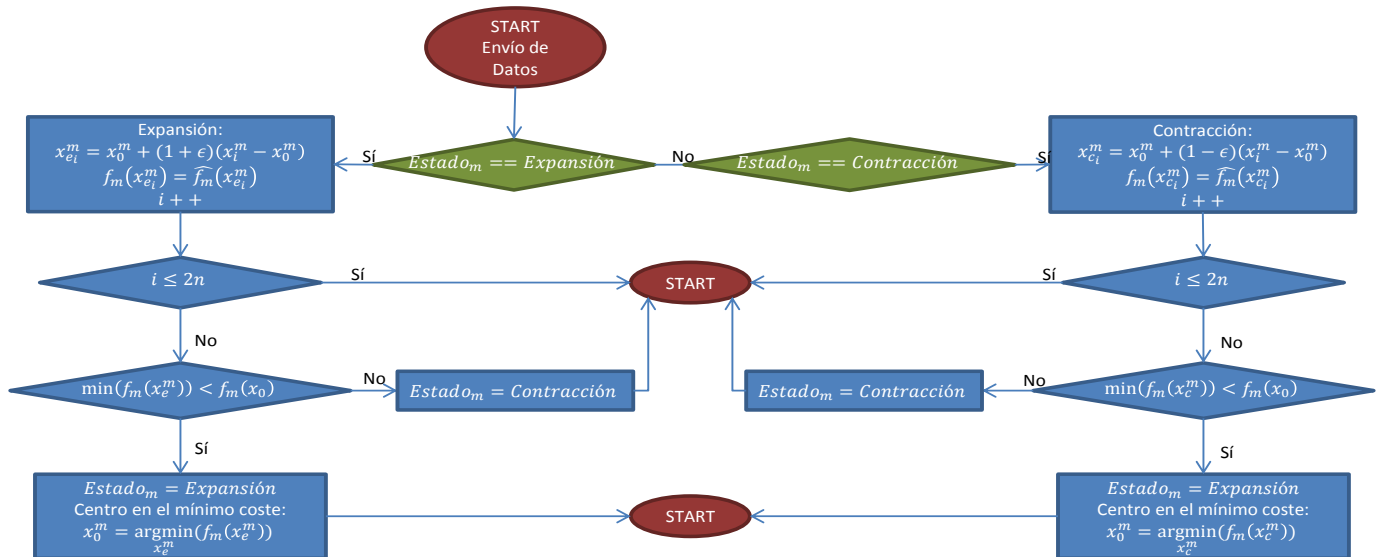 START
Envío de
Datos
Expansión:
x_{e_i}^m = x_0^m + (1 + ϵ)(x_i^m − x_0^m)
f_m(x_{e_i}^m) = \widehat{f_m}(x_{e_i}^m)
i + +
Sí
Estado_m == Expansión
No
Estado_m == Contracción
Sí
Contracción:
x_{c_i}^m = x_0^m + (1 − ϵ)(x_i^m − x_0^m)
f_m(x_{c_i}^m) = \widehat{f_m}(x_{c_i}^m)
i + +
i ≤ 2n
Sí
START
Sí
i ≤ 2n
No
No
min(f_m(x_e^m)) < f_m(x_0)
No
Estado_m = Contracción
Estado_m = Contracción
No
min(f_m(x_c^m)) < f_m(x_0)
Sí
Sí
Estado_m = Expansión
Centro en el mínimo coste:
x_0^m = argmin(f_m(x_e^m))
x_e^m
START
Estado_m = Expansión
Centro en el mínimo coste:
x_0^m = argmin(f_m(x_c^m))
x_c^m